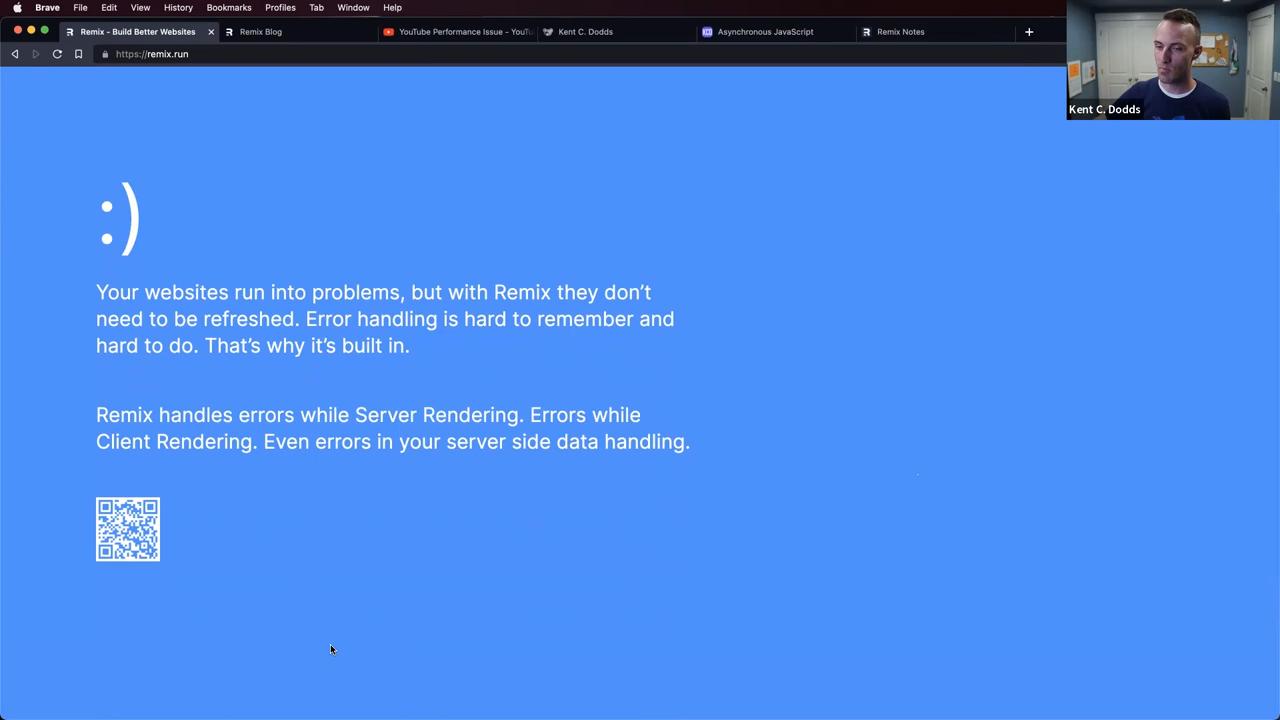 Brave File Edit View History Bookmarks Profiles Tab Window Help
Remix - Build Better Websites
Remix Blog
YouTube Performance Issue - YouTu
Kent C. Dodds
Asynchronous JavaScript
Remix Notes
https://remix.run
Kent C. Dodds
:)
Your websites run into problems, but with Remix they don’t
need to be refreshed. Error handling is hard to remember and
hard to do. That’s why it’s built in.
Remix handles errors while Server Rendering. Errors while
Client Rendering. Even errors in your server side data handling.